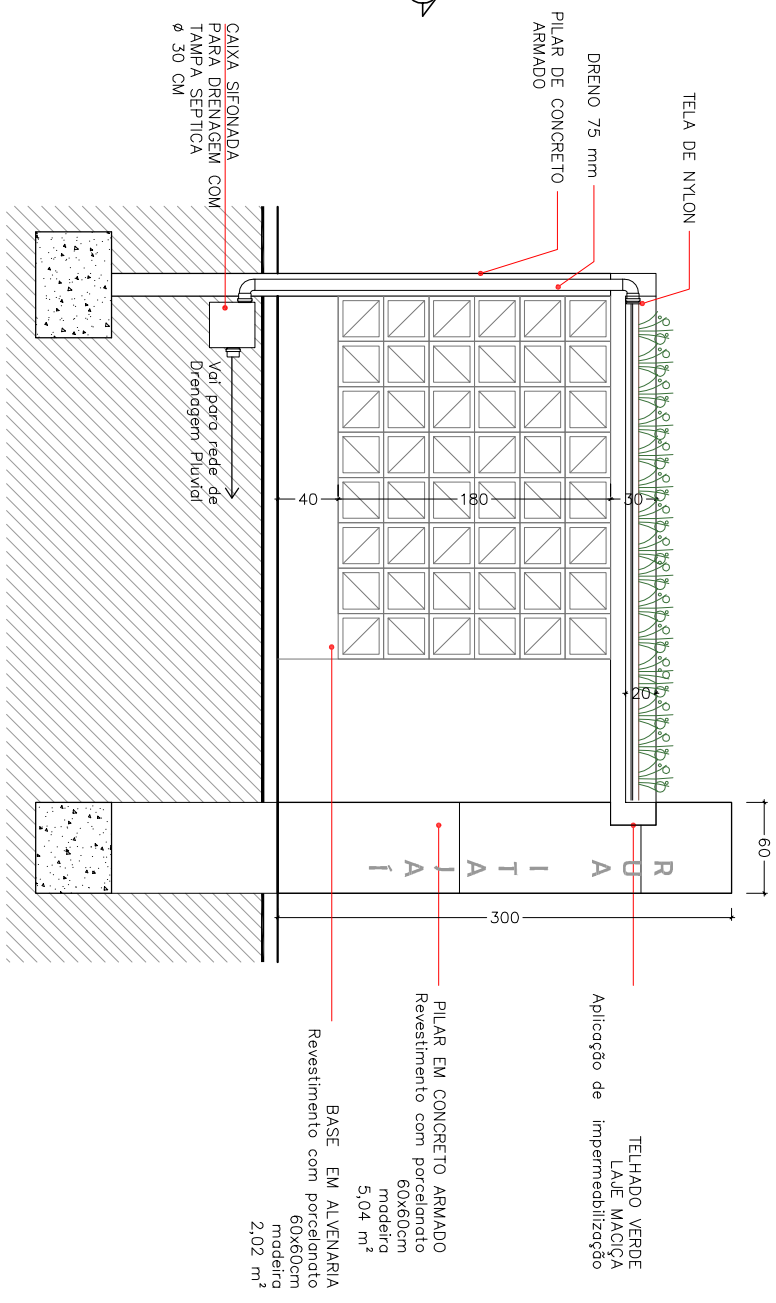 TELA DE NYLON
DRENO 75 mm
PILAR DE CONCRETO
ARMADO
CAIXA SIFONADA
PARA DRENAGEM COM
TAMPA SEPTICA
Ø 30 CM
Vai para rede de
Drenagem Pluvial
40
180
30
20
60
300
RUA ITAJAÍ
TELHADO VERDE
LAJE MACIÇA
Aplicação de impermeabilização
PILAR EM CONCRETO ARMADO
Revestimento com porcelanato
60x60cm
madeira
5,04 m²
BASE EM ALVENARIA
Revestimento com porcelanato
60x60cm
madeira
2,02 m²